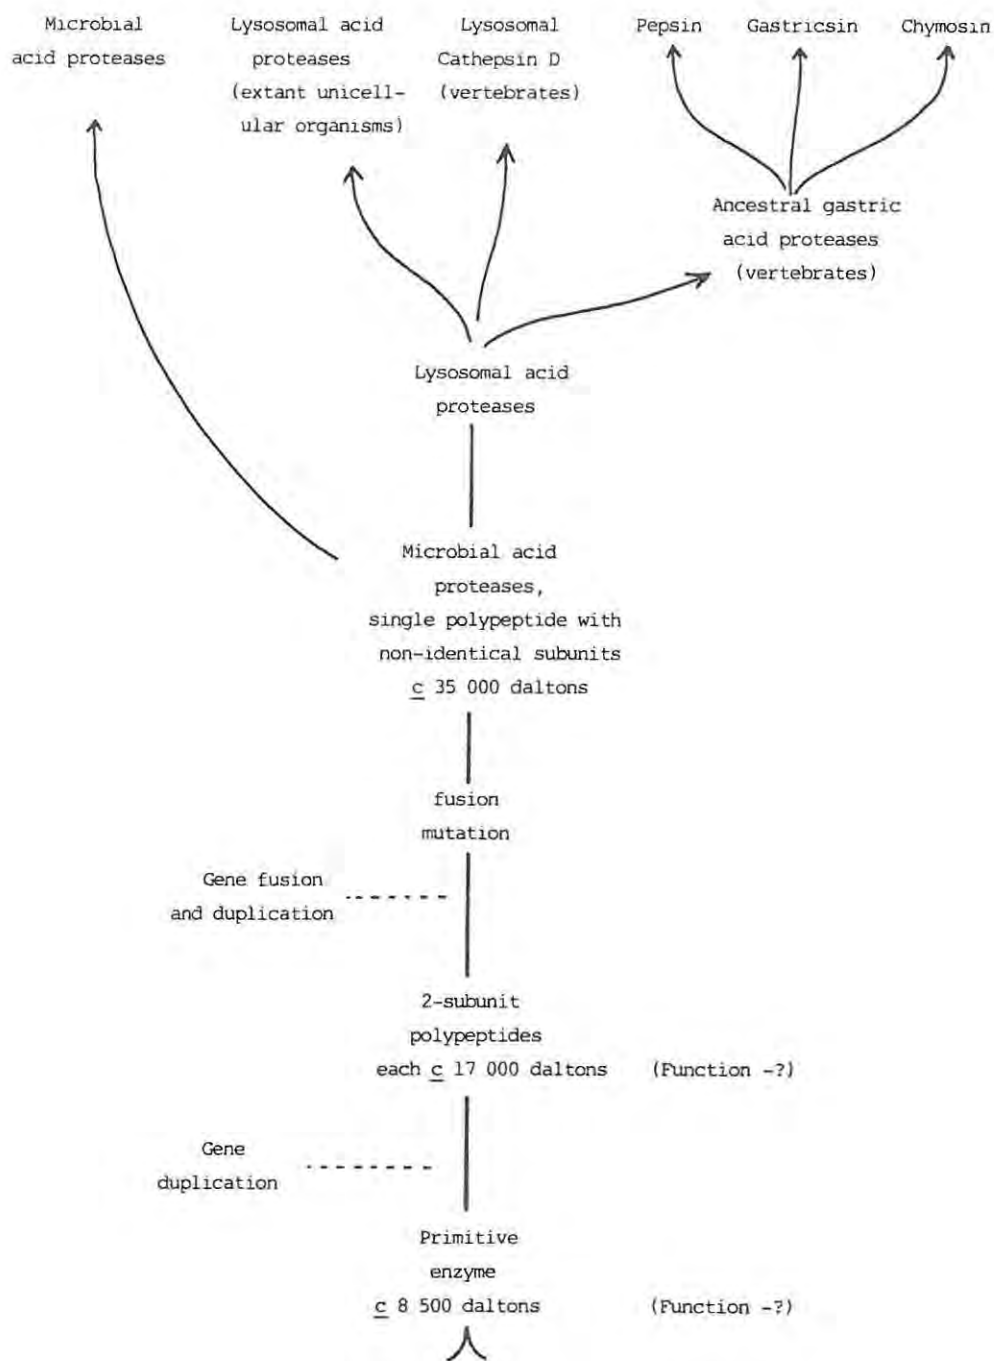 Microbial
acid proteases
Lysosomal acid
proteases
(extant unicell-
ular organisms)
Lysosomal
Cathepsin D
(vertebrates)
Pepsin
Gastricsin
Chymosin
Ancestral gastric
acid proteases
(vertebrates)
Lysosomal acid
proteases
Microbial acid
proteases,
single polypeptide with
non-identical subunits
c 35 000 daltons
fusion
mutation
Gene fusion
and duplication
2-subunit
polypeptides
each c 17 000 daltons (Function -?)
Gene
duplication
Primitive
enzyme
c 8 500 daltons (Function -?)